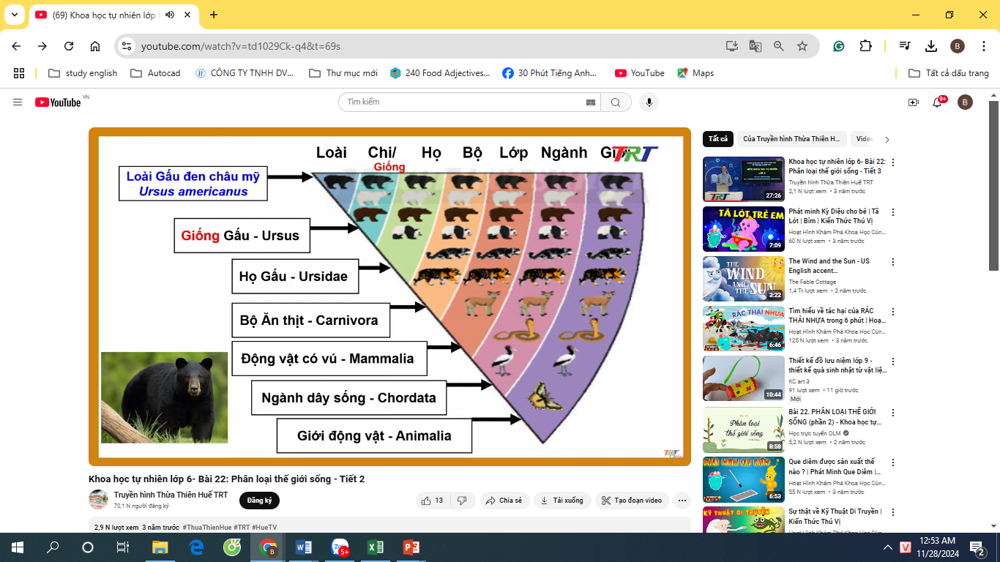 (69) Khoa học tự nhiên lớp
youtube.com/watch?v=td1029Ck-q4&t=69s
B
study english
Autocad
CÔNG TY TNHH DV...
Thư mục mới
240 Food Adjectives...
30 Phút Tiếng Anh...
YouTube
Maps
Tất cả dấu trang
YouTube VN
Tìm kiếm
9+
B
Loài Chi/ Họ Bộ Lớp Ngành
Giống
TRT
Loài Gấu đen châu mỹ
Ursus americanus
Giống Gấu - Ursus
Họ Gấu - Ursidae
Bộ Ăn thịt - Carnivora
Động vật có vú - Mammalia
Ngành dây sống - Chordata
Giới động vật - Animalia
TRT
Khoa học tự nhiên lớp 6- Bài 22: Phân loại thế giới sống - Tiết 2
Truyền hình Thừa Thiên Huế TRT
70,1 N người đăng ký
Đăng ký
13
Chia sẻ
Tải xuống
Tạo đoạn video
2,9 N lượt xem 3 năm trước #ThuaThienHue #TRT #HueTV
Tất cả
Của Truyền hình Thừa Thiên H...
Video
TRT
27:26
Khoa học tự nhiên lớp 6- Bài 22:
Phân loại thế giới sống - Tiết 3
Truyền hình Thừa Thiên Huế TRT
2,1 N lượt xem • 3 năm trước
TÃ LÓT TRẺ EM
7:09
Phát minh Kỳ Diệu cho bé | Tã
Lót | Bỉm | Kiến Thức Thú Vị
Hoạt Hình Khám Phá Khoa Học Cùn...
60 N lượt xem • 3 năm trước
THE
WIND
AND THE
SUN
3:22
The Wind and the Sun - US
English accent...
The Fable Cottage
1,4 Tr lượt xem • 2 năm trước
RÁC THẢI NHỰA
6:46
Tìm hiểu về tác hại của RÁC
THẢI NHỰA trong 6 phút | Hoạ...
Hoạt Hình Khám Phá Khoa Học Cùn...
125 N lượt xem • 3 năm trước
10:44
Thiết kế đồ lưu niệm lớp 9 -
thiết kế quà sinh nhật từ vật liệ...
KC art 3
91 lượt xem • 11 giờ trước
Mới
Phân loại
thế giới sống
8:58
Bài 22. PHÂN LOẠI THẾ GIỚI
SỐNG (phần 2) - Khoa học tự...
Học trực tuyến OLM
5,2 N lượt xem • 2 năm trước
PHÁT MINH QUE DIÊM
6:53
Que diêm được sản xuất thế
nào ? | Phát Minh Que Diêm |...
Hoạt Hình Khám Phá Khoa Học Cùn...
55 N lượt xem • 3 năm trước
KỸ THUẬT DI TRUYỀN
Sự thật về Kỹ Thuật Di Truyền |
Kiến Thức Thú Vị
Hoạt Hình Khám Phá Khoa Học Cùn...
5+
V
12:53 AM
11/28/2024
2